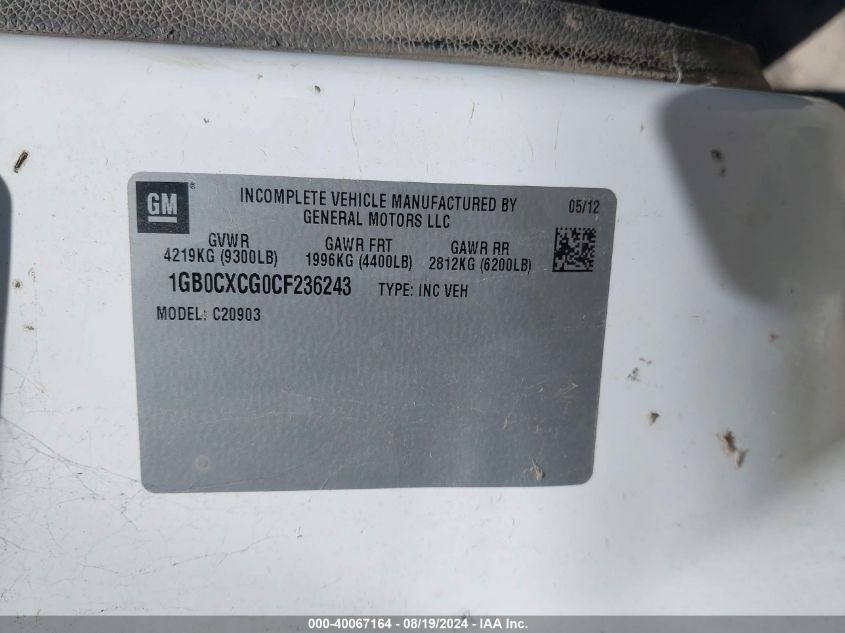 GM ®
INCOMPLETE VEHICLE MANUFACTURED BY
GENERAL MOTORS LLC
05/12
GVWR
4219KG (9300LB)
GAWR FRT
1996KG (4400LB)
GAWR RR
2812KG (6200LB)
1GB0CXCG0CF236243 TYPE: INC VEH
MODEL: C20903
000-40067164 - 08/19/2024 - IAA Inc.